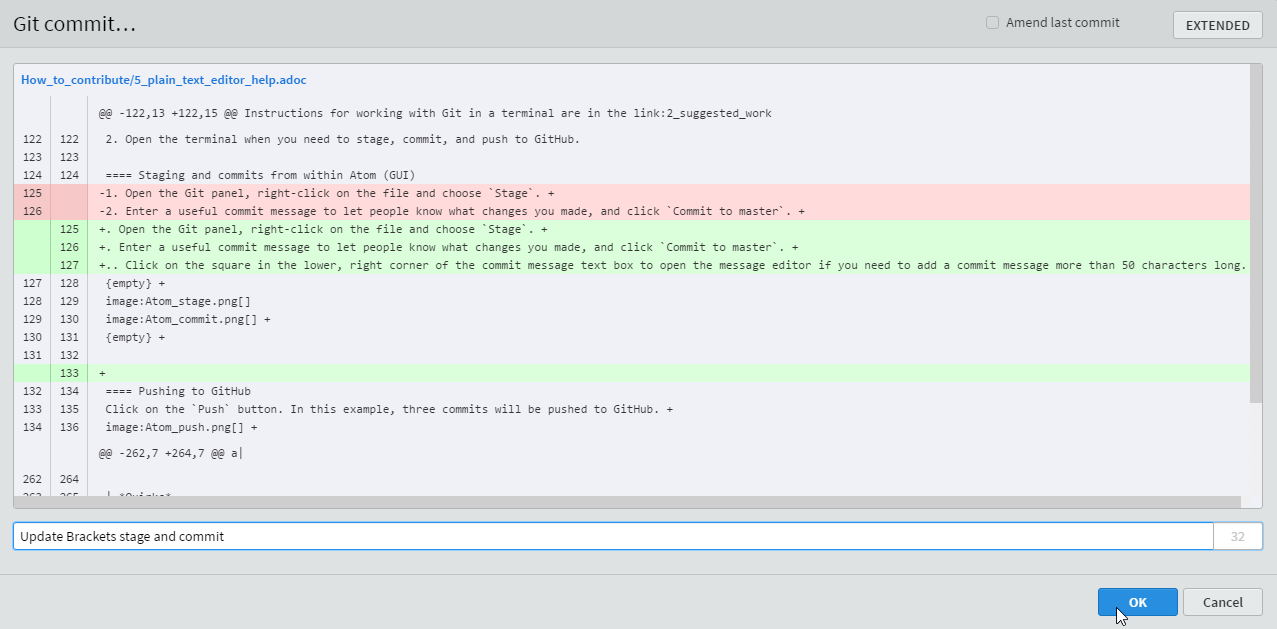 Git commit...
Amend last commit
EXTENDED
How_to_contribute/5_plain_text_editor_help.adoc
@@ -122,13 +122,15 @@ Instructions for working with Git in a terminal are in the link:2_suggested_work
122 122 2. Open the terminal when you need to stage, commit, and push to GitHub.
123 123
124 124 ==== Staging and commits from within Atom (GUI)
125 -1. Open the Git panel, right-click on the file and choose `Stage`. +
126 -2. Enter a useful commit message to let people know what changes you made, and click `Commit to master`. +
125 +. Open the Git panel, right-click on the file and choose `Stage`. +
126 +. Enter a useful commit message to let people know what changes you made, and click `Commit to master`. +
127 +.. Click on the square in the lower, right corner of the commit message text box to open the message editor if you need to add a commit message more than 50 characters long.
127 128 {empty} +
128 129 image:Atom_stage.png[]
129 130 image:Atom_commit.png[] +
130 131 {empty} +
131 132
133 +
132 134 ==== Pushing to GitHub
133 135 Click on the `Push` button. In this example, three commits will be pushed to GitHub. +
134 136 image:Atom_push.png[] +
@@ -262,7 +264,7 @@ a|
262 264
263 265 | *Quirks*
Update Brackets stage and commit
32
OK
Cancel